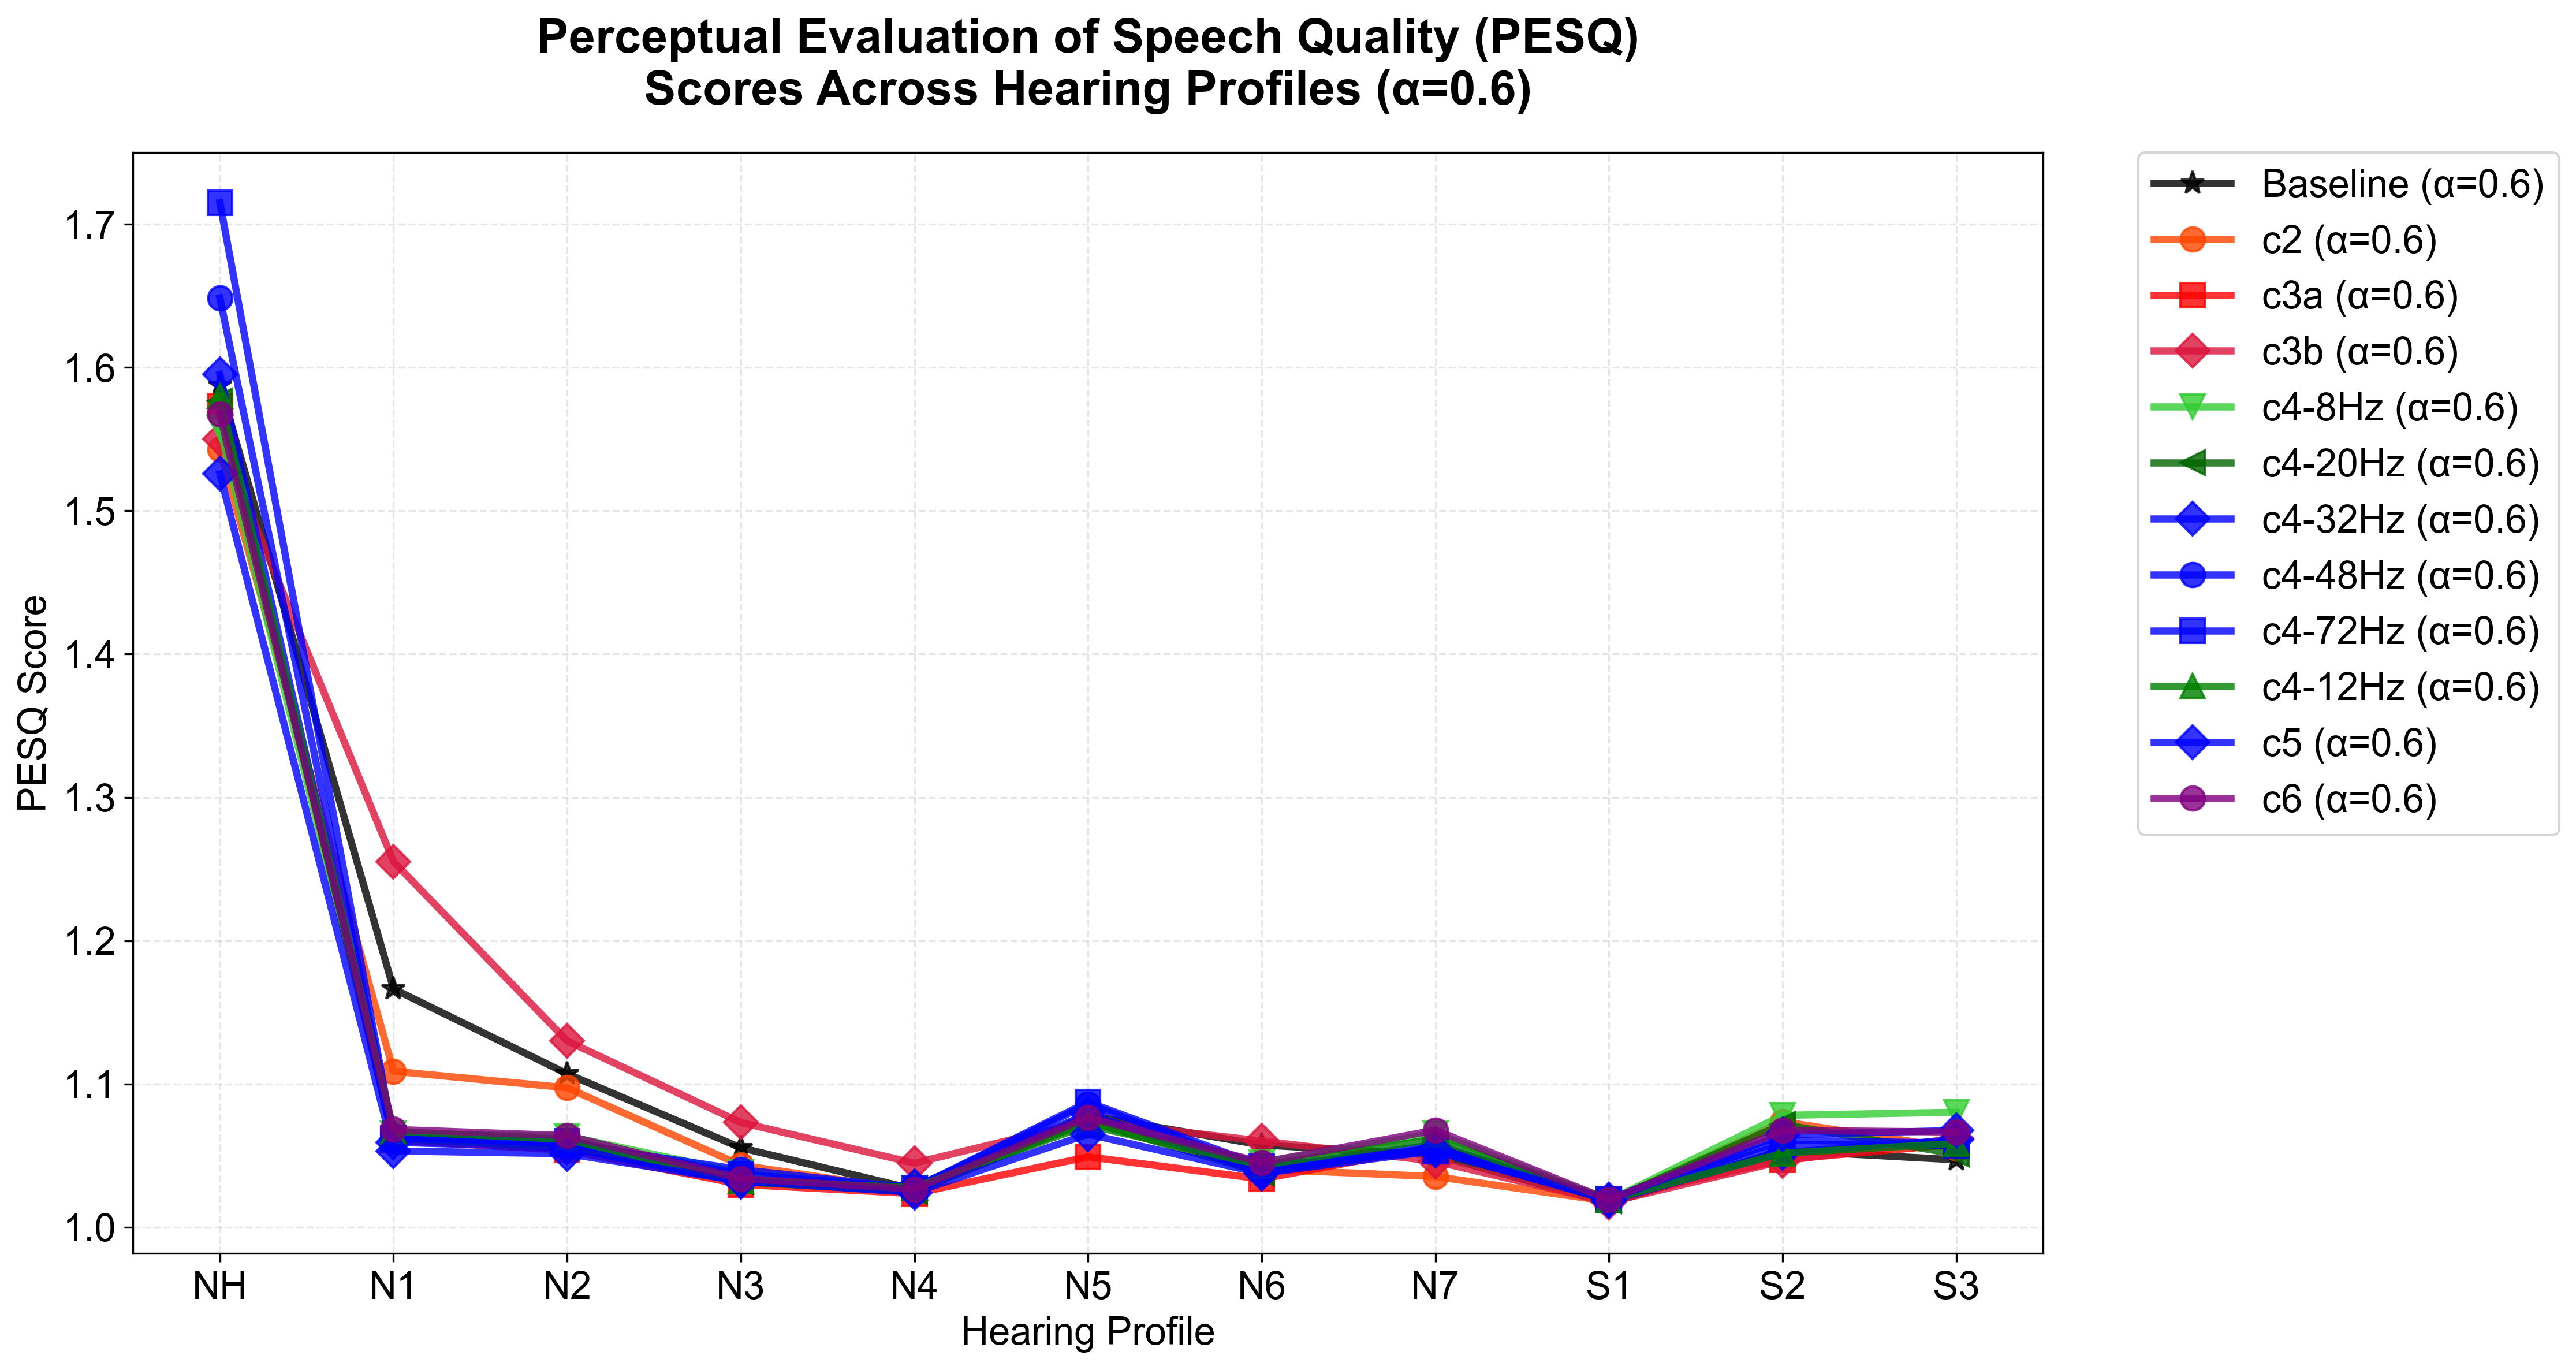 Perceptual Evaluation of Speech Quality (PESQ)
Scores Across Hearing Profiles (α=0.6)
PESQ Score
1.7
1.6
1.5
1.4
1.3
1.2
1.1
1.0
NH N1 N2 N3 N4 N5 N6 N7 S1 S2 S3
Hearing Profile
Baseline (α=0.6)
c2 (α=0.6)
c3a (α=0.6)
c3b (α=0.6)
c4-8Hz (α=0.6)
c4-20Hz (α=0.6)
c4-32Hz (α=0.6)
c4-48Hz (α=0.6)
c4-72Hz (α=0.6)
c4-12Hz (α=0.6)
c5 (α=0.6)
c6 (α=0.6)